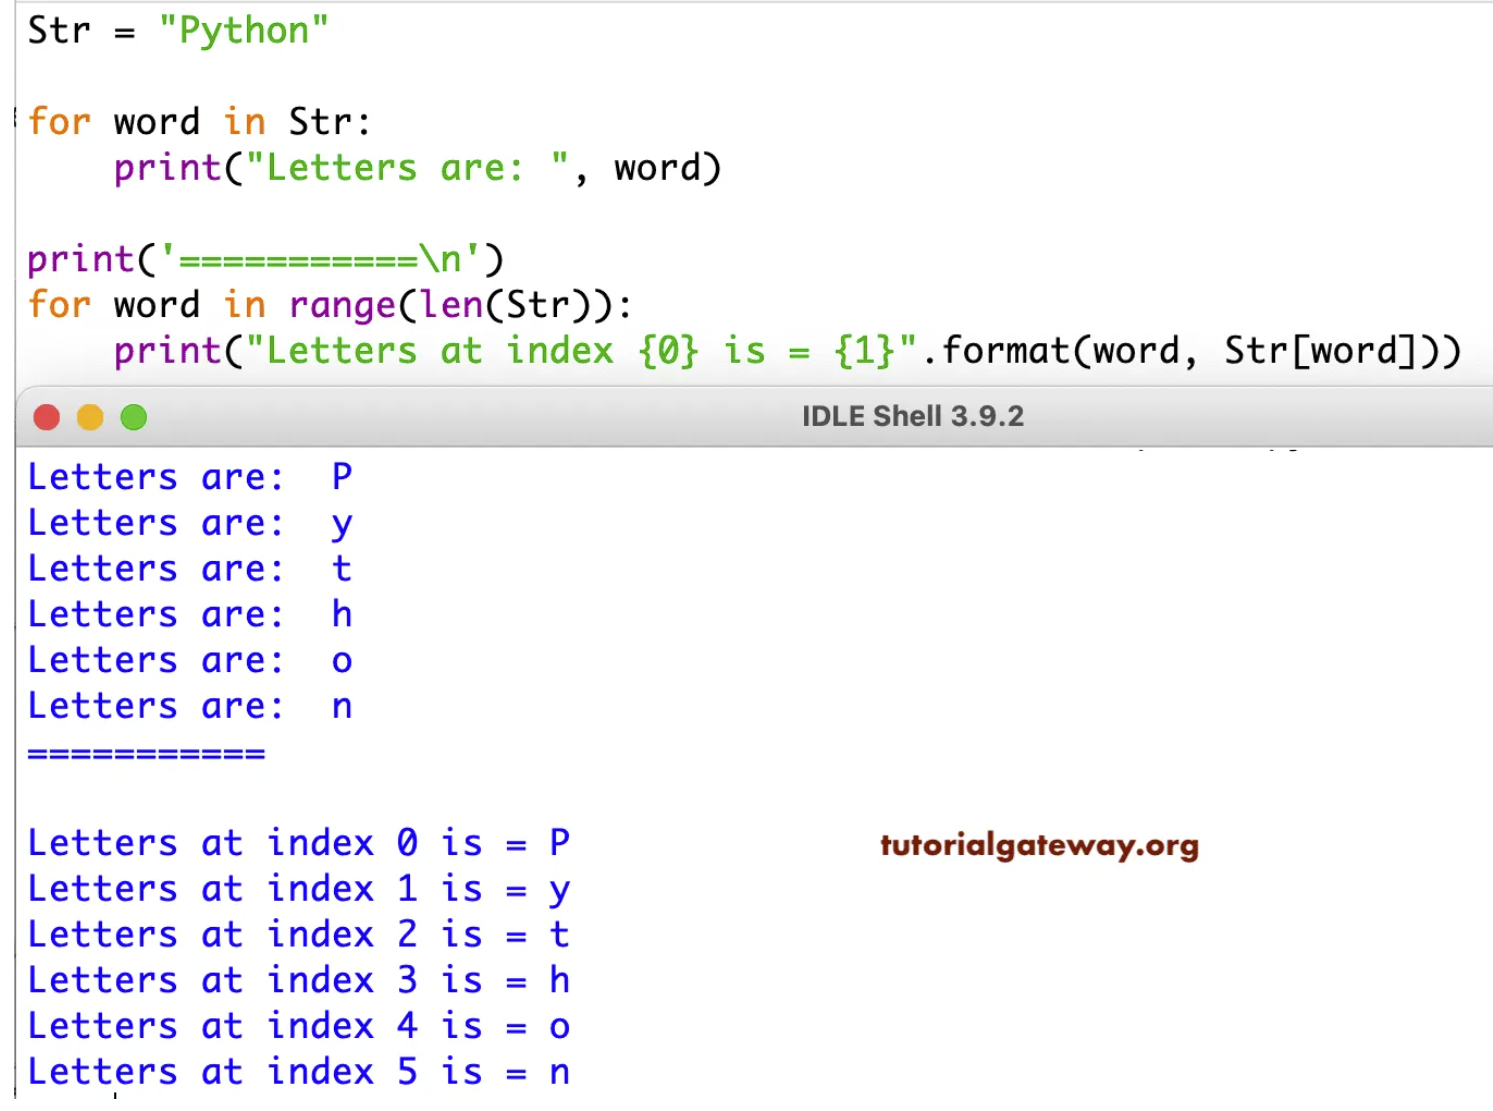 Str = "Python"
for word in Str:
    print("Letters are: ", word)
print('===========\n')
for word in range(len(Str)):
    print("Letters at index {0} is = {1}".format(word, Str[word]))
IDLE Shell 3.9.2
Letters are:  P
Letters are:  y
Letters are:  t
Letters are:  h
Letters are:  o
Letters are:  n
===========
Letters at index 0 is = P
tutorialgateway.org
Letters at index 1 is = y
Letters at index 2 is = t
Letters at index 3 is = h
Letters at index 4 is = o
Letters at index 5 is = n